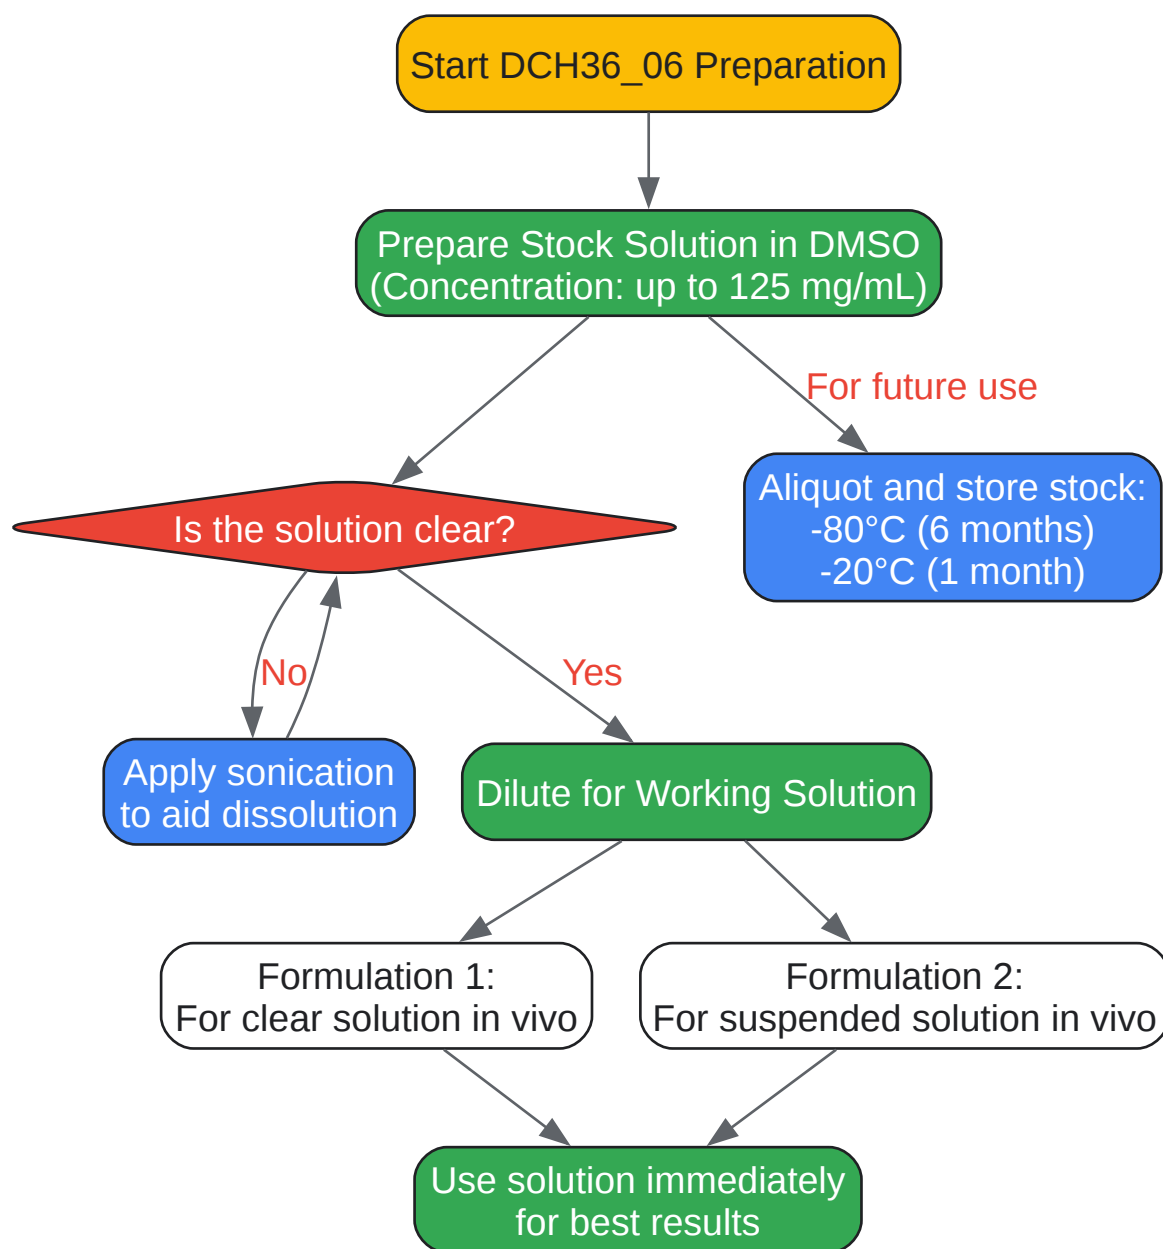 Start DCH36_06 Preparation
Prepare Stock Solution in DMSO
(Concentration: up to 125 mg/mL)
For future use
Aliquot and store stock:
-80°C (6 months)
-20°C (1 month)
Is the solution clear?
No
Yes
Apply sonication
to aid dissolution
Dilute for Working Solution
Formulation 1:
For clear solution in vivo
Formulation 2:
For suspended solution in vivo
Use solution immediately
for best results